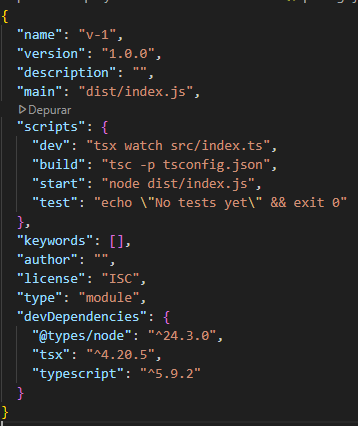 {
"name": "v-1",
"version": "1.0.0",
"description": "",
"main": "dist/index.js",
Depurar
"scripts": {
"dev": "tsx watch src/index.ts",
"build": "tsc -p tsconfig.json",
"start": "node dist/index.js",
"test": "echo \"No tests yet\" && exit 0"
},
"keywords": [],
"author": "",
"license": "ISC",
"type": "module",
"devDependencies": {
"@types/node": "^24.3.0",
"tsx": "^4.20.5",
"typescript": "^5.9.2"
}
}